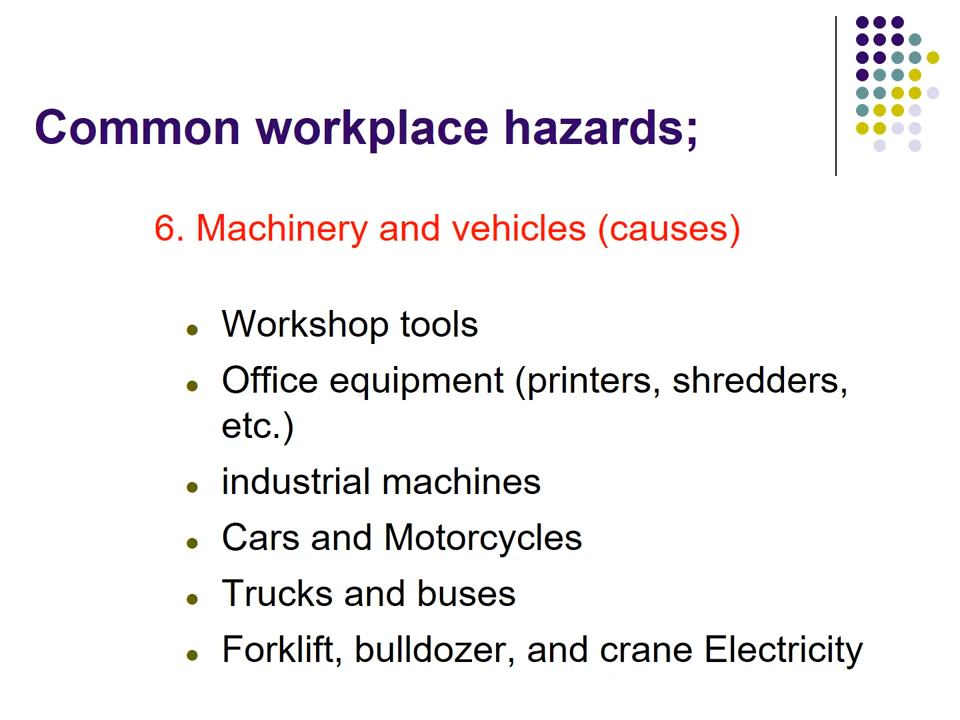 Common workplace hazards;
6. Machinery and vehicles (causes)
● Workshop tools
● Office equipment (printers, shredders,
etc.)
● industrial machines
● Cars and Motorcycles
● Trucks and buses
● Forklift, bulldozer, and crane Electricity